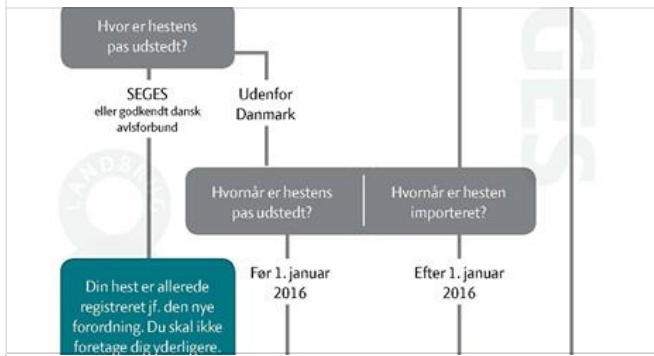 Hvor er hestens
pas udstedt?
SEGES
eller godkendt dansk
avlsforbund
Udenfor
Danmark
Hvornår er hestens
pas udstedt?
Hvornår er hesten
importeret?
Før 1. januar
2016
Efter 1. januar
2016
Din hest er allerede
registreret jf. den nye
forordning. Du skal ikke
foretage dig yderligere.
GES
LANDBRUG